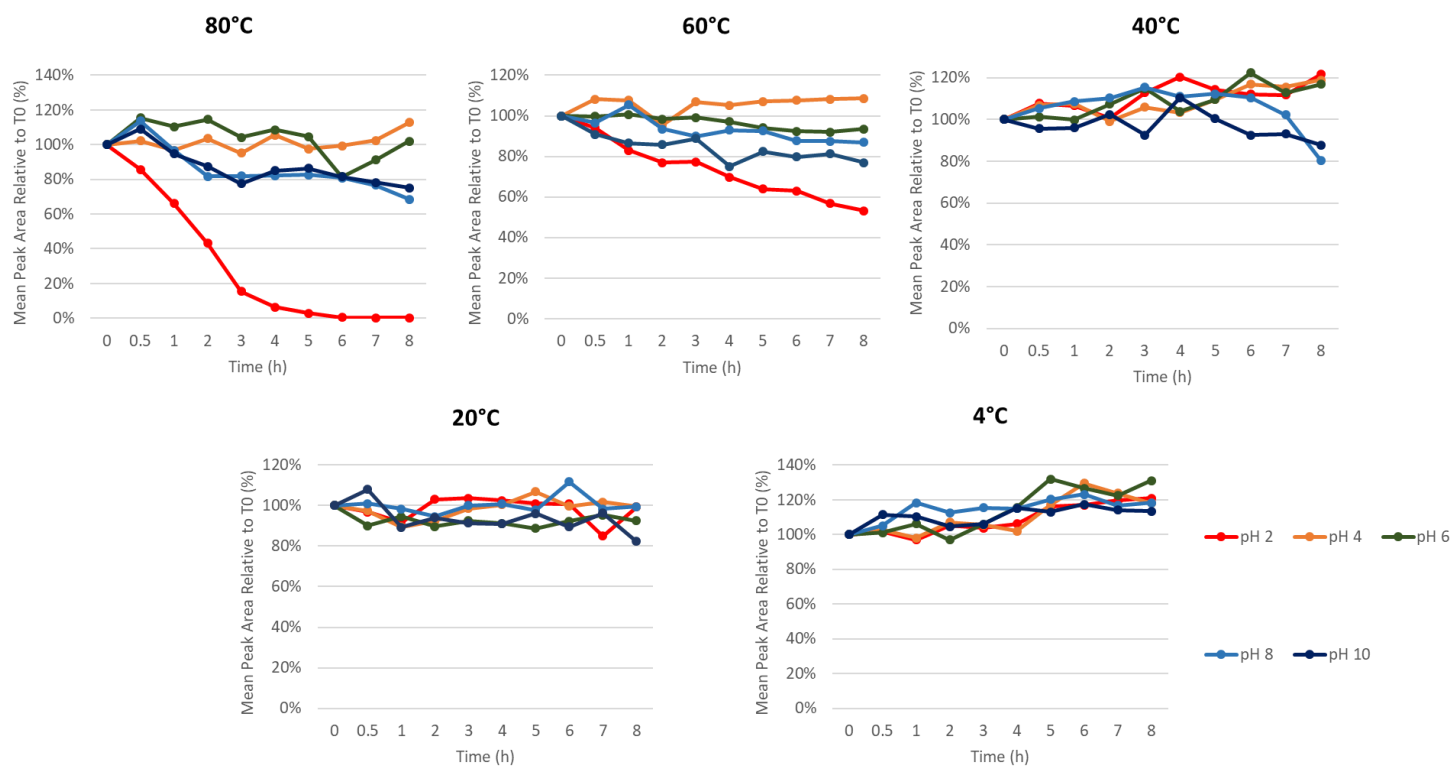 80°C
60°C
40°C
Mean Peak Area Relative to T0 (%)
140%
120%
100%
80%
60%
40%
20%
0%
0 0.5 1 2 3 4 5 6 7 8
Time (h)
Mean Peak Area Relative to T0 (%)
120%
100%
80%
60%
40%
20%
0%
0 0.5 1 2 3 4 5 6 7 8
Time (h)
Mean Peak Area Relative to T0 (%)
120%
100%
80%
60%
40%
20%
0%
0 0.5 1 2 3 4 5 6 7 8
Time (h)
20°C
4°C
Mean Peak Area Relative to T0 (%)
120%
100%
80%
60%
40%
20%
0%
0 0.5 1 2 3 4 5 6 7 8
Time (h)
Mean Peak Area Relative to T0 (%)
140%
120%
100%
80%
60%
40%
20%
0%
0 0.5 1 2 3 4 5 6 7 8
Time (h)
pH 2 pH 4 pH 6
pH 8 pH 10